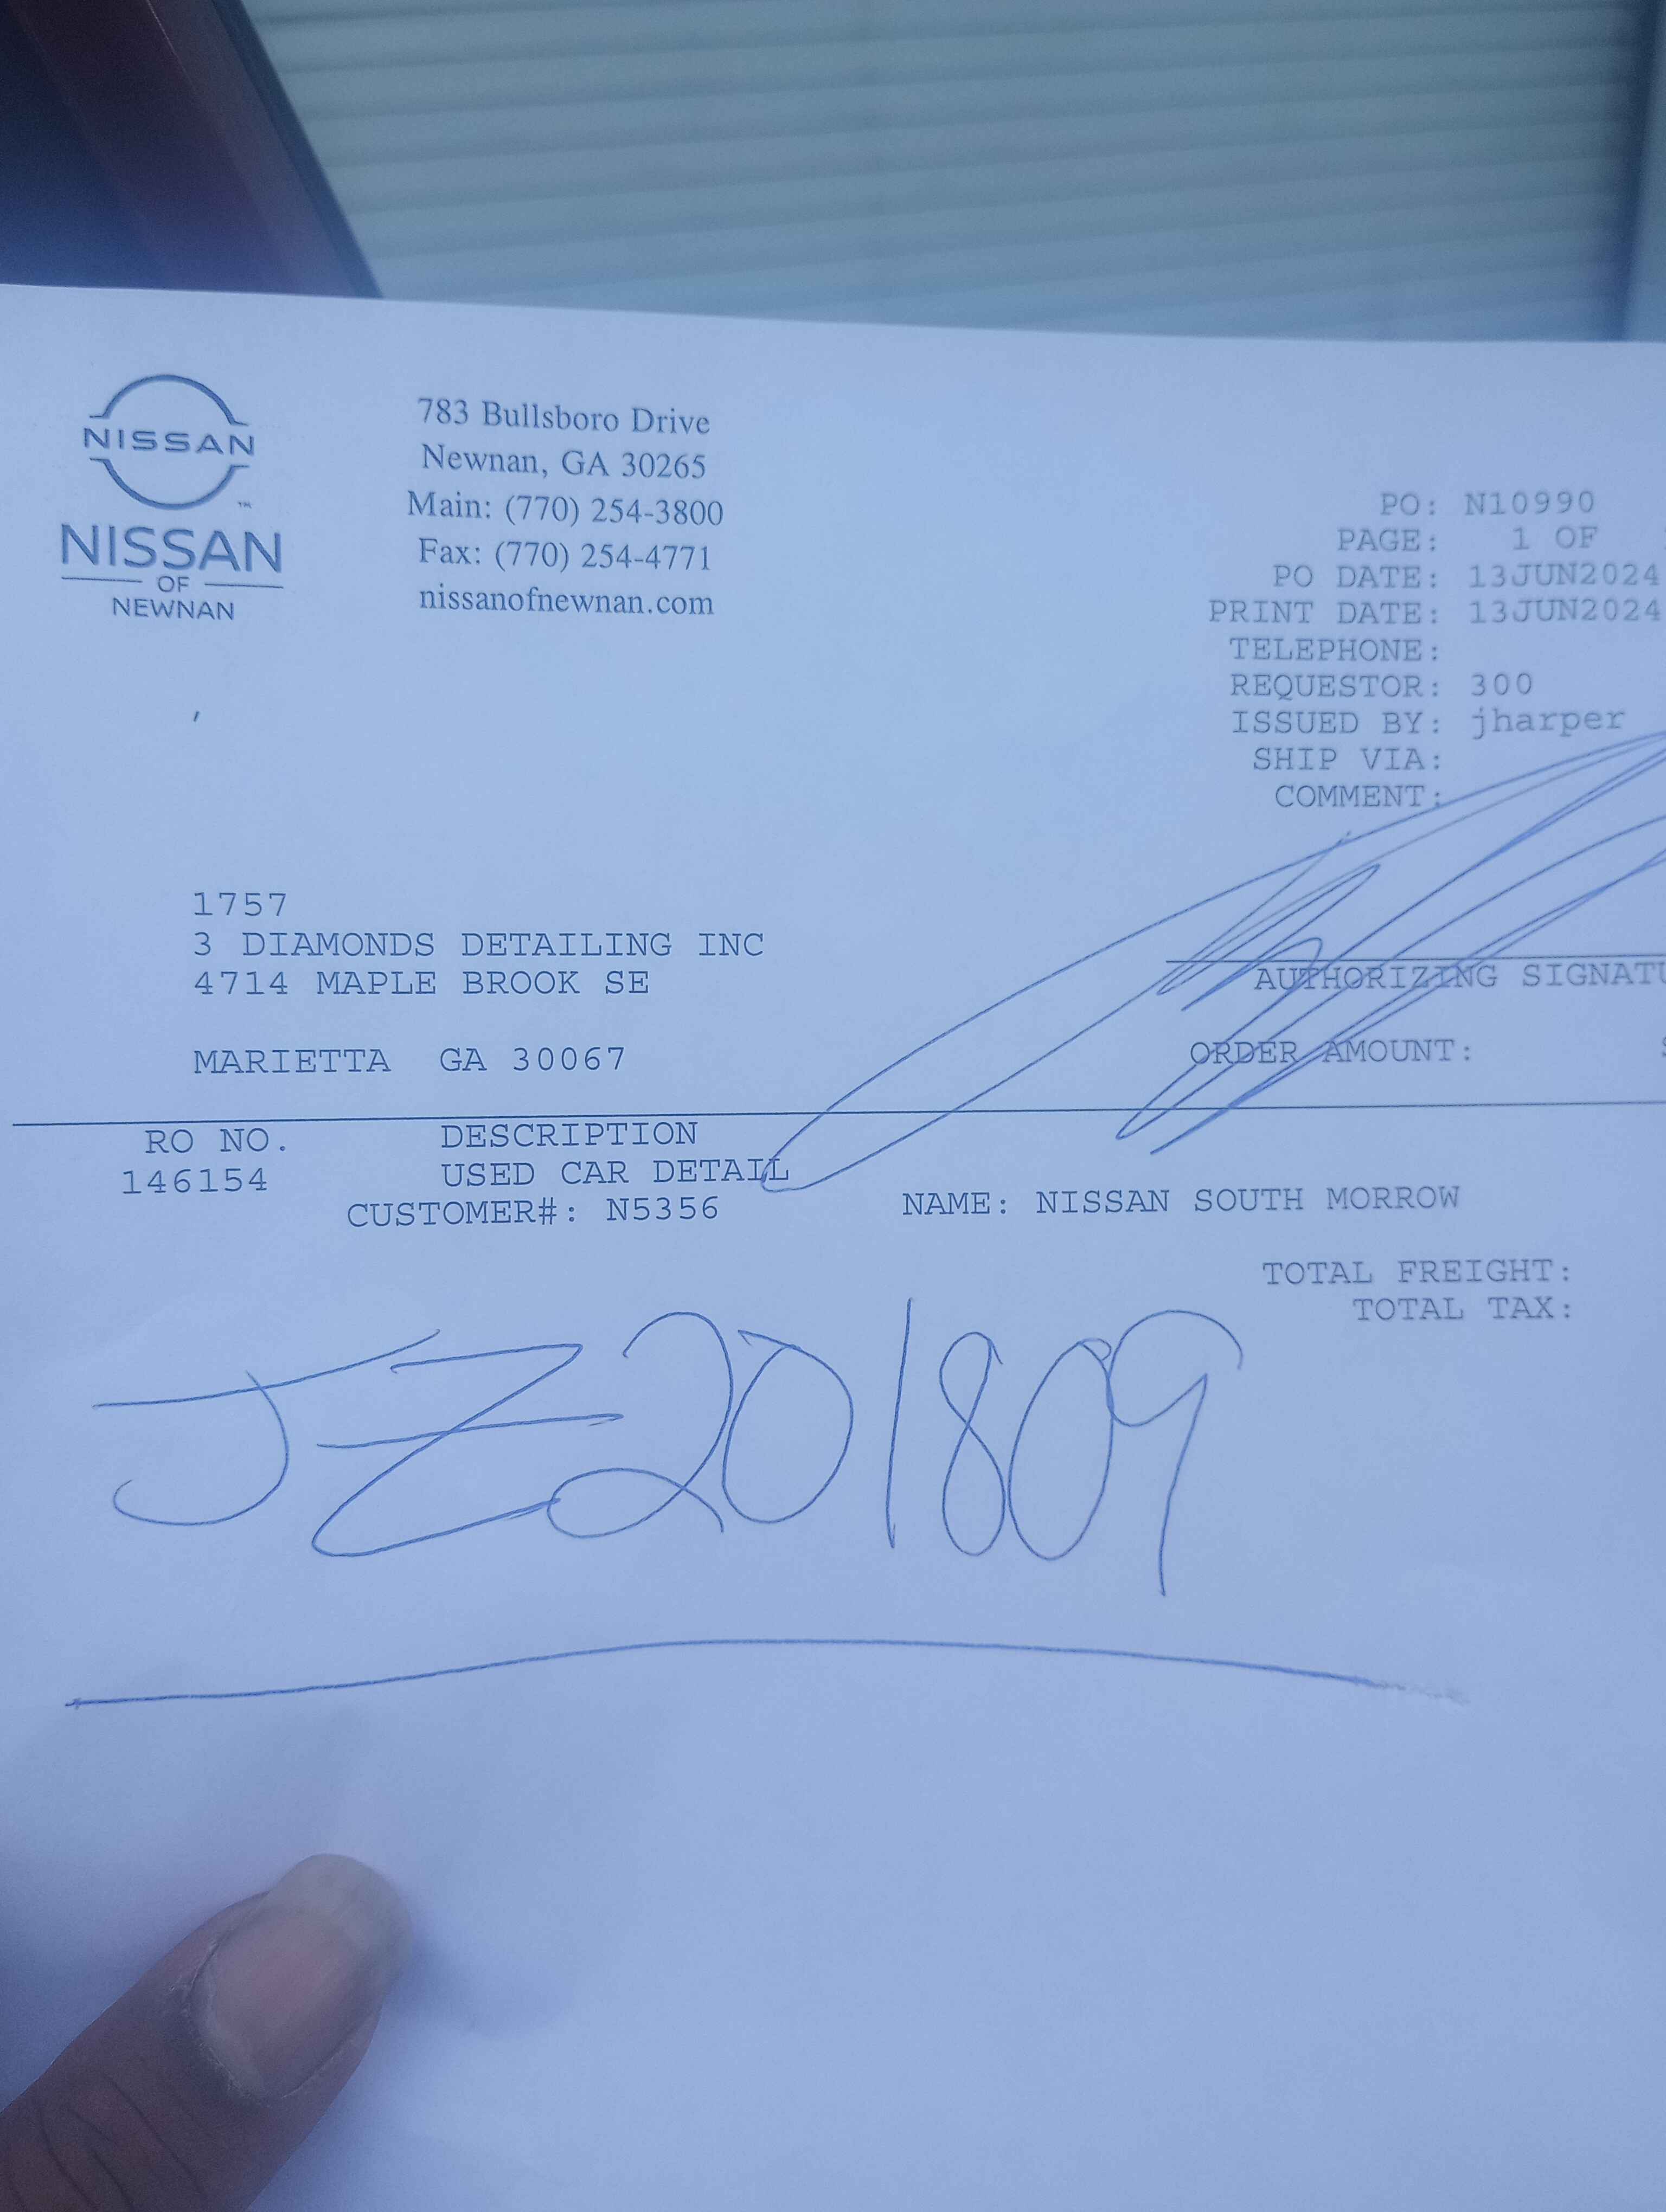 NISSAN
NISSAN
OF
NEWNAN
783 Bullsboro Drive
Newnan, GA 30265
Main: (770) 254-3800
Fax: (770) 254-4771
nissanofnewnan.com
PO: N10990
PAGE: 1 OF
PO DATE: 13JUN2024
PRINT DATE: 13JUN2024
TELEPHONE:
REQUESTOR: 300
ISSUED BY: jharper
SHIP VIA:
COMMENT:
1757
3 DIAMONDS DETAILING INC
4714 MAPLE BROOK SE
MARIETTA GA 30067
AUTHORIZING SIGNATU
ORDER AMOUNT:
RO NO. DESCRIPTION
146154 USED CAR DETAIL
CUSTOMER#: N5356 NAME: NISSAN SOUTH MORROW
TOTAL FREIGHT:
TOTAL TAX:
JZ201809